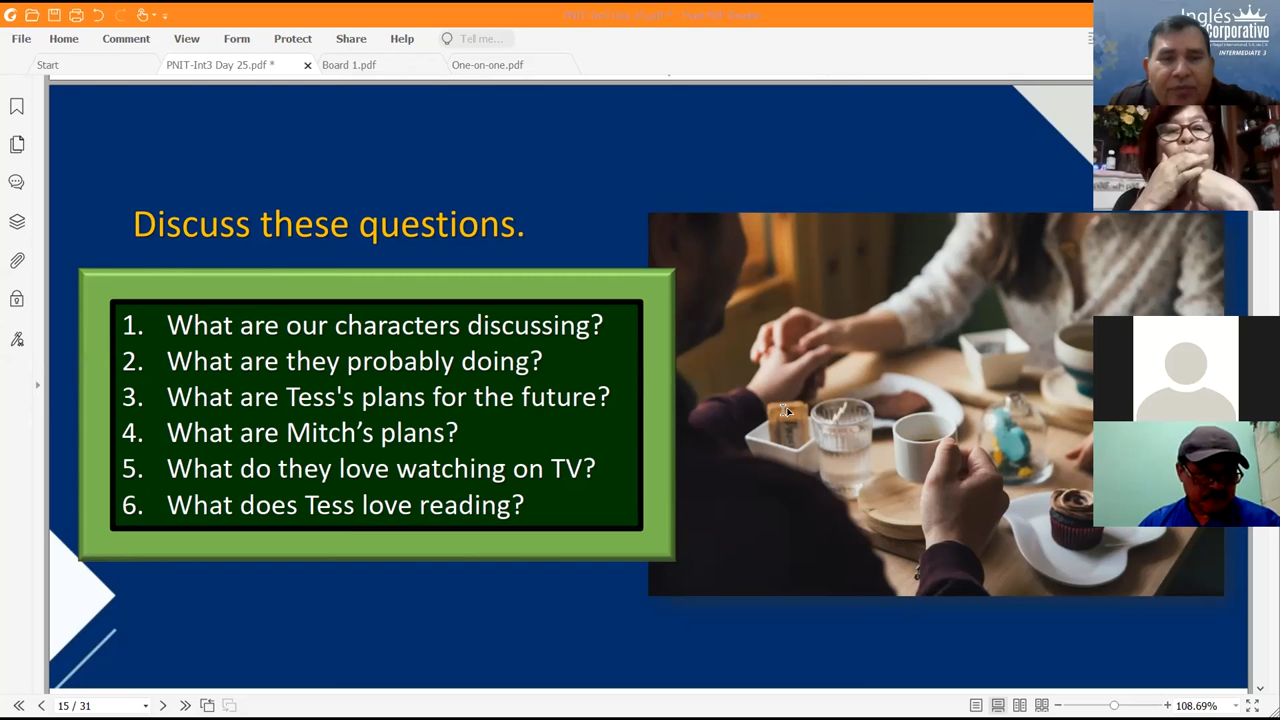 File Home Comment View Form Protect Share Help Tell me...
Start PNIT-Int3 Day 25.pdf * Board 1.pdf One-on-one.pdf
Inglés
Corporativo
INTERMEDIATE 3
Discuss these questions.
1. What are our characters discussing?
2. What are they probably doing?
3. What are Tess's plans for the future?
4. What are Mitch’s plans?
5. What do they love watching on TV?
6. What does Tess love reading?
15 / 31 108.69%